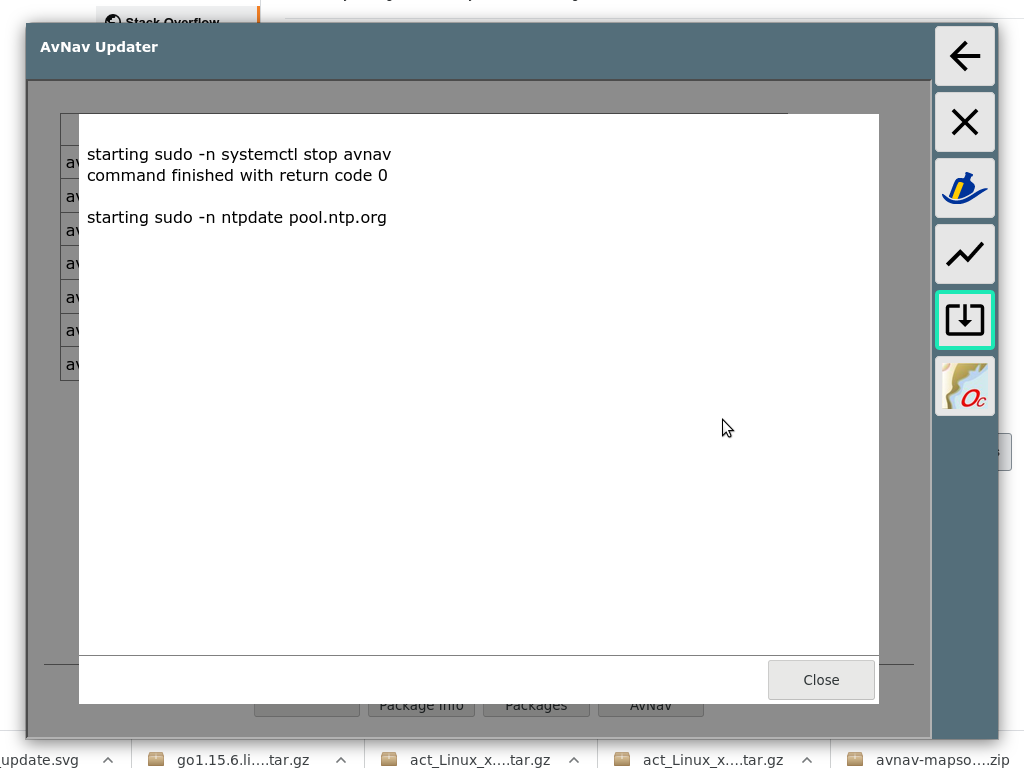 Stack Overflow
AvNav Updater
av
starting sudo -n systemctl stop avnav
command finished with return code 0
av
starting sudo -n ntpdate pool.ntp.org
av
av
av
av
av
Oc
Close
Package Info
Packages
AvNav
update.svg
go1.15.6.li....tar.gz
act_Linux_x....tar.gz
act_Linux_x....tar.gz
avnav-mapso....zip